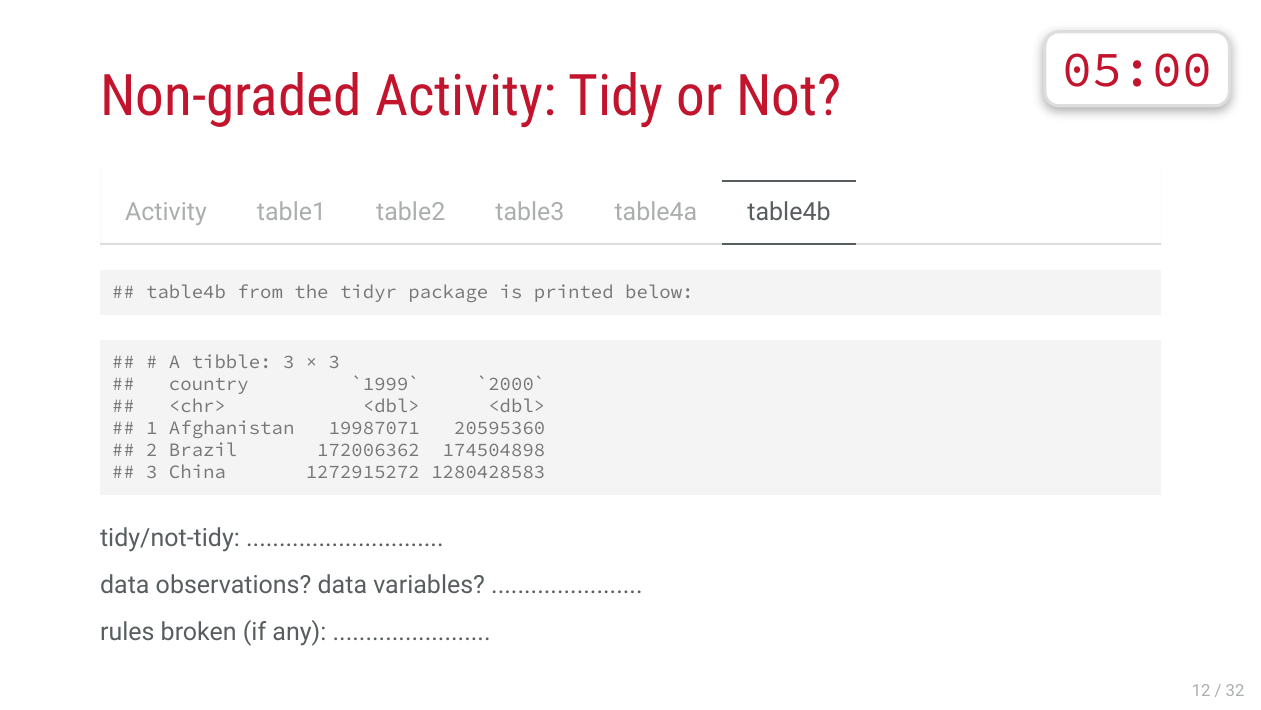 Non-graded Activity: Tidy or Not?
05:00
Activity table1 table2 table3 table4a table4b
## table4b from the tidyr package is printed below:
## # A tibble: 3 × 3
##   country         `1999`     `2000`
##   <chr>            <dbl>      <dbl>
## 1 Afghanistan   19987071   20595360
## 2 Brazil       172006362  174504898
## 3 China       1272915272 1280428583
tidy/not-tidy: ..............................
data observations? data variables? .......................
rules broken (if any): ........................
12 / 32